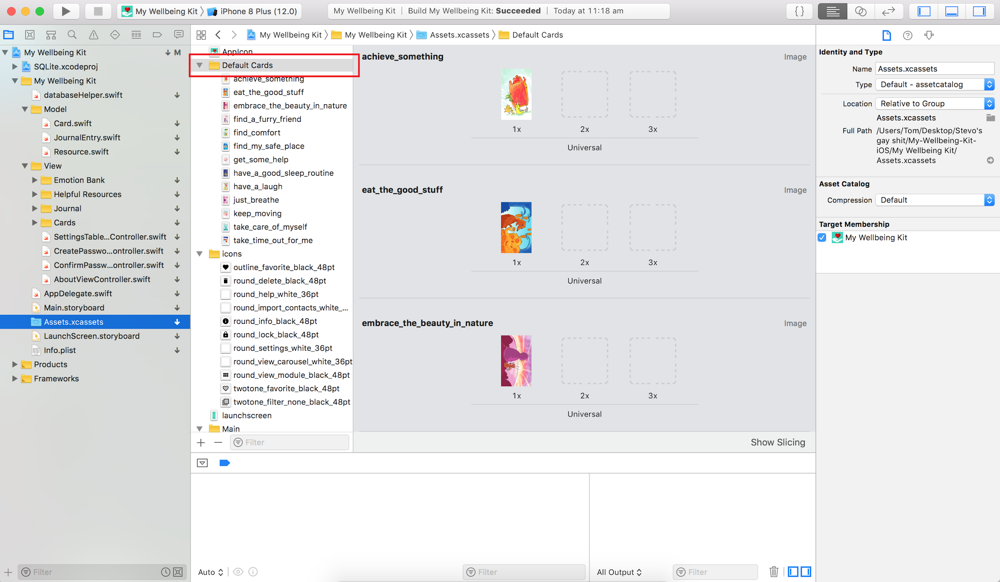 My Wellbeing Kit
iPhone 8 Plus (12.0)
My Wellbeing Kit
Build My Wellbeing Kit: Succeeded
Today at 11:18 am
{}
My Wellbeing Kit
My Wellbeing Kit
Assets.xcassets
Default Cards
My Wellbeing Kit
M
SQLite.xcodeproj
My Wellbeing Kit
databaseHelper.swift
Model
Card.swift
JournalEntry.swift
Resource.swift
View
Emotion Bank
Helpful Resources
Journal
Cards
SettingsTable...Controller.swift
CreatePasswo...ontroller.swift
ConfirmPassw...ontroller.swift
AboutViewController.swift
AppDelegate.swift
Main.storyboard
Assets.xcassets
LaunchScreen.storyboard
Info.plist
Products
Frameworks
Filter
AppIcon
Default Cards
achieve_something
eat_the_good_stuff
embrace_the_beauty_in_nature
find_a_furry_friend
find_comfort
find_my_safe_place
get_some_help
have_a_good_sleep_routine
have_a_laugh
just_breathe
keep_moving
take_care_of_myself
take_time_out_for_me
icons
outline_favorite_black_48pt
round_delete_black_48pt
round_help_white_36pt
round_import_contacts_white_...
round_info_black_48pt
round_lock_black_48pt
round_settings_white_36pt
round_view_carousel_white_36pt
round_view_module_black_48pt
twotone_favorite_black_48pt
twotone_filter_none_black_48pt
launchscreen
Main
Filter
achieve_something
Image
1x
2x
3x
Universal
eat_the_good_stuff
Image
1x
2x
3x
Universal
embrace_the_beauty_in_nature
Image
1x
2x
3x
Universal
Show Slicing
Auto
Filter
All Output
Filter
Identity and Type
Name
Assets.xcassets
Type
Default - assetcatalog
Location
Relative to Group
Assets.xcassets
Full Path
/Users/Tom/Desktop/Stevo's
gay shit/My-Wellbeing-Kit-
iOS/My Wellbeing Kit/
Assets.xcassets
Asset Catalog
Compression
Default
Target Membership
My Wellbeing Kit